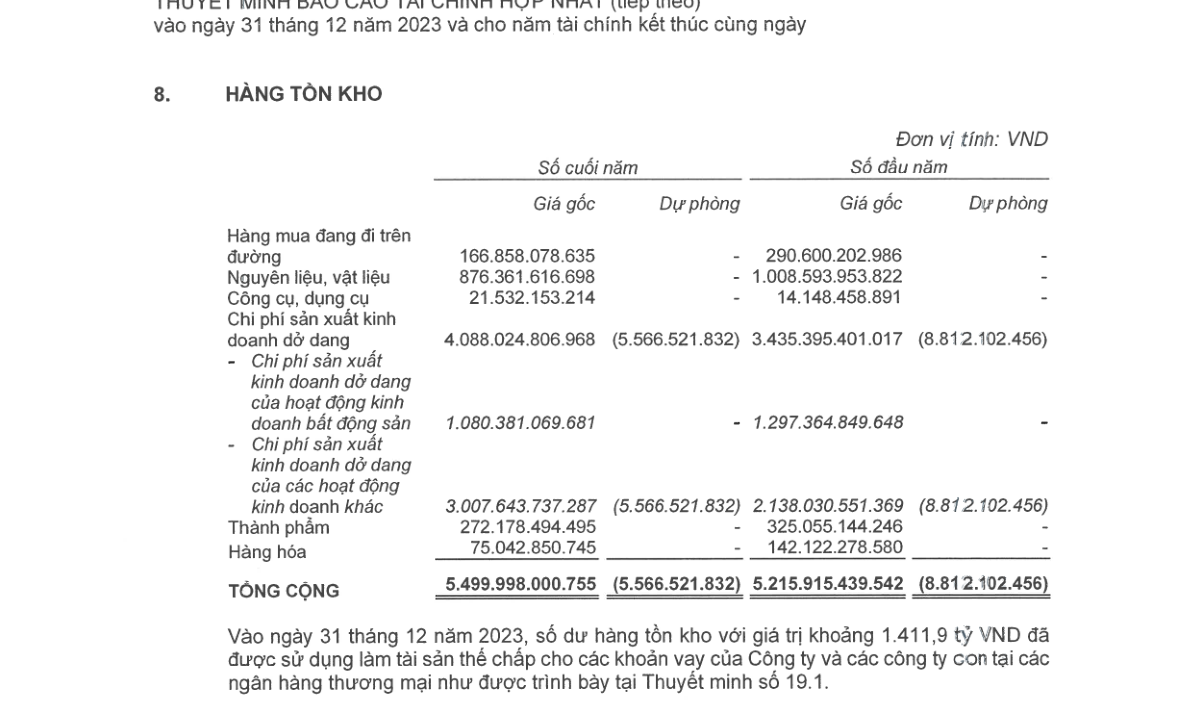 THUYẾT MINH BÁO CÁO TÀI CHÍNH HỢP NHẤT (tiếp theo)
vào ngày 31 tháng 12 năm 2023 và cho năm tài chính kết thúc cùng ngày
8. HÀNG TỒN KHO
Đơn vị tính: VND
Số cuối năm Số đầu năm
Giá gốc Dự phòng Giá gốc Dự phòng
Hàng mua đang đi trên
đường 166.858.078.635 - 290.600.202.986 -
Nguyên liệu, vật liệu 876.361.616.698 - 1.008.593.953.822 -
Công cụ, dụng cụ 21.532.153.214 - 14.148.458.891 -
Chi phí sản xuất kinh
doanh dở dang 4.088.024.806.968 (5.566.521.832) 3.435.395.401.017 (8.812.102.456)
- Chi phí sản xuất
kinh doanh dở dang
của hoạt động kinh
doanh bất động sản 1.080.381.069.681 - 1.297.364.849.648 -
- Chi phí sản xuất
kinh doanh dở dang
của các hoạt động
kinh doanh khác 3.007.643.737.287 (5.566.521.832) 2.138.030.551.369 (8.812.102.456)
Thành phẩm 272.178.494.495 - 325.055.144.246 -
Hàng hóa 75.042.850.745 - 142.122.278.580 -
TỔNG CỘNG 5.499.998.000.755 (5.566.521.832) 5.215.915.439.542 (8.812.102.456)
Vào ngày 31 tháng 12 năm 2023, số dư hàng tồn kho với giá trị khoảng 1.411,9 tỷ VND đã
được sử dụng làm tài sản thế chấp cho các khoản vay của Công ty và các công ty con tại các
ngân hàng thương mại như được trình bày tại Thuyết minh số 19.1.